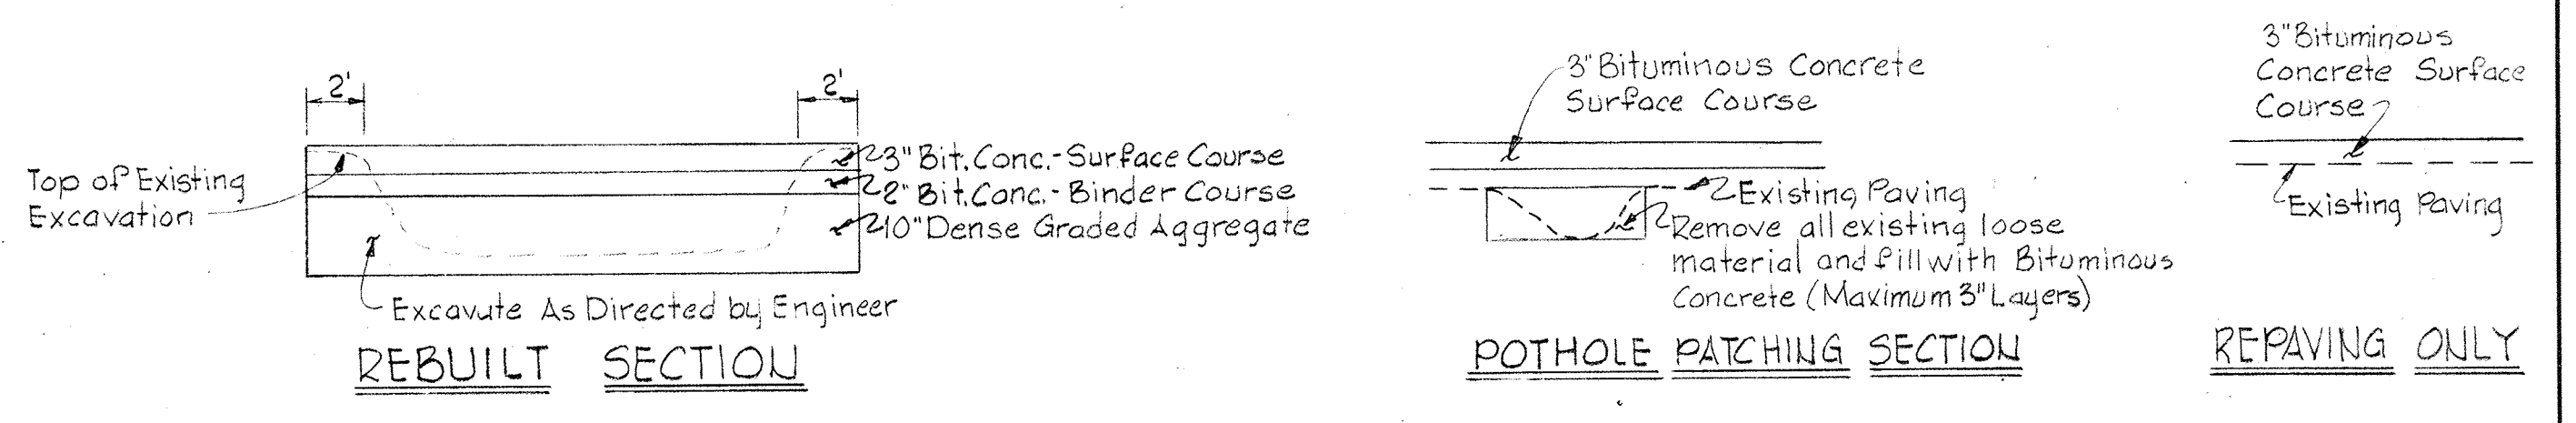 2'
2'
Top of Existing
Excavation
3" Bit. Conc. - Surface Course
2" Bit. Conc. - Binder Course
10" Dense Graded Aggregate
Excavute As Directed by Engineer
REBUILT SECTION
3" Bituminous Concrete
Surface Course
Existing Paving
Remove all existing loose
material and fill with Bituminous
Concrete (Maximum 3" Layers)
POTHOLE PATCHING SECTION
3" Bituminous
Concrete Surface
Course
Existing Paving
REPAVING ONLY